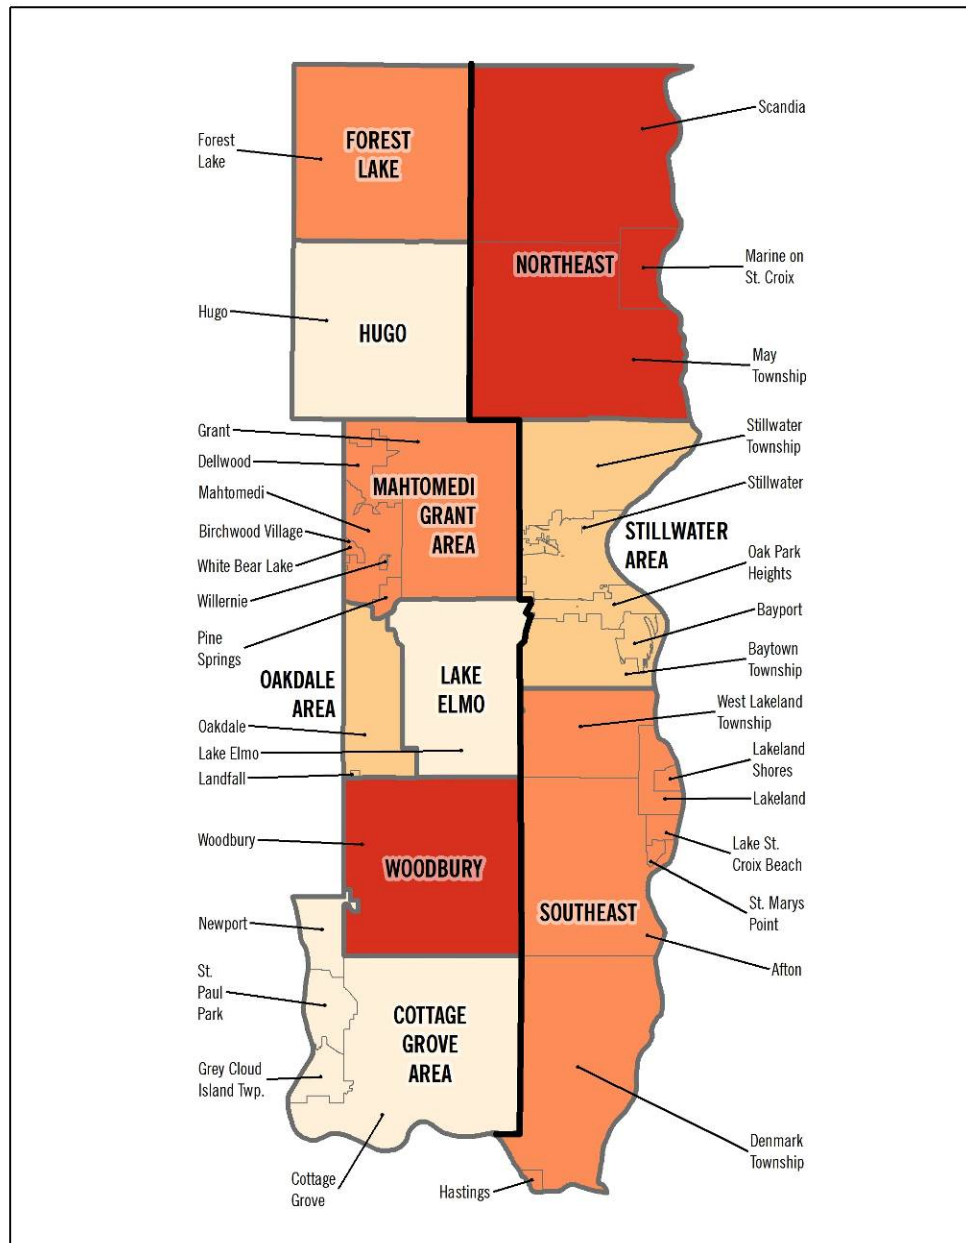 Scandia
Forest
Lake
FOREST
LAKE
NORTHEAST
Marine on
St. Croix
Hugo
HUGO
May
Township
Grant
Dellwood
Mahtomedi
Birchwood Village
White Bear Lake
Willernie
Pine
Springs
MAHTOMEDI
GRANT
AREA
Stillwater
Township
Stillwater
STILLWATER
AREA
Oak Park
Heights
Bayport
Baytown
Township
OAKDALE
AREA
LAKE
ELMO
Oakdale
Lake Elmo
Landfall
West Lakeland
Township
Lakeland
Shores
Lakeland
Lake St.
Croix Beach
St. Marys
Point
Woodbury
WOODBURY
SOUTHEAST
Afton
Newport
St.
Paul
Park
Grey Cloud
Island Twp.
COTTAGE
GROVE
AREA
Cottage
Grove
Hastings
Denmark
Township